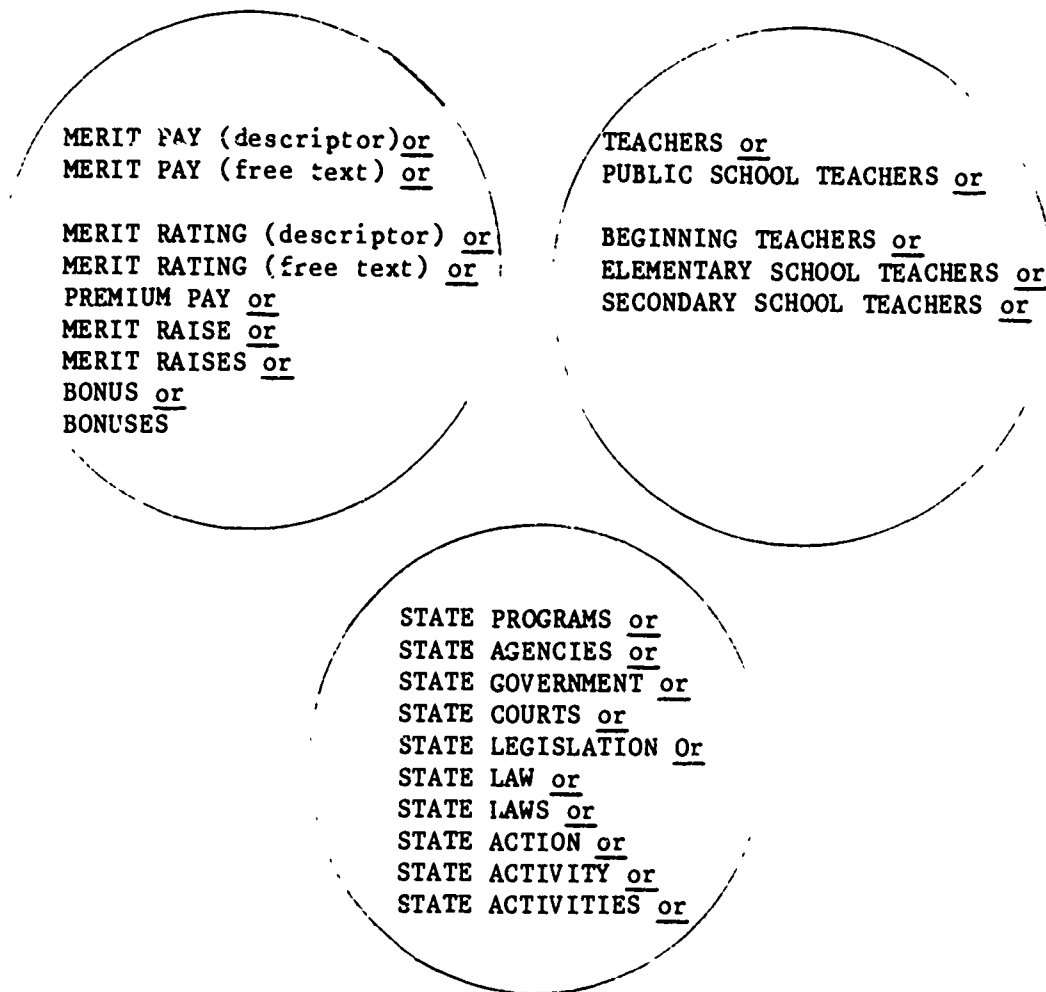 MERIT PAY (descriptor) or
MERIT PAY (free text) or
MERIT RATING (descriptor) or
MERIT RATING (free text) or
PREMIUM PAY or
MERIT RAISE or
MERIT RAISES or
BONUS or
BONUSES
TEACHERS or
PUBLIC SCHOOL TEACHERS or
BEGINNING TEACHERS or
ELEMENTARY SCHOOL TEACHERS or
SECONDARY SCHOOL TEACHERS or
STATE PROGRAMS or
STATE AGENCIES or
STATE GOVERNMENT or
STATE COURTS or
STATE LEGISLATION Or
STATE LAW or
STATE LAWS or
STATE ACTION or
STATE ACTIVITY or
STATE ACTIVITIES or